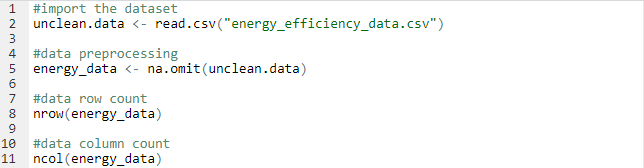 1 #import the dataset
2 unclean.data <- read.csv("energy_efficiency_data.csv")
3
4 #data preprocessing
5 energy_data <- na.omit(unclean.data)
6
7 #data row count
8 nrow(energy_data)
9
10 #data column count
11 ncol(energy_data)